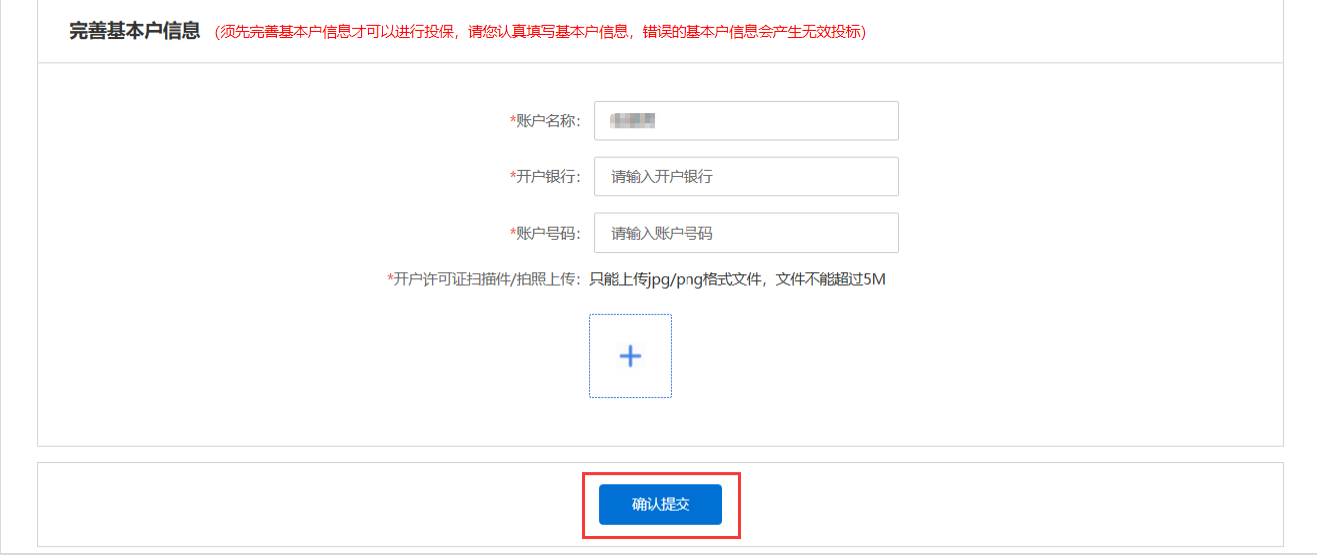 完善基本户信息 (须先完善基本户信息才可以进行投保，请您认真填写基本户信息，错误的基本户信息会产生无效投标)
*账户名称：
*开户银行： 请输入开户银行
*账户号码： 请输入账户号码
*开户许可证扫描件/拍照上传：只能上传jpg/png格式文件，文件不能超过5M
确认提交